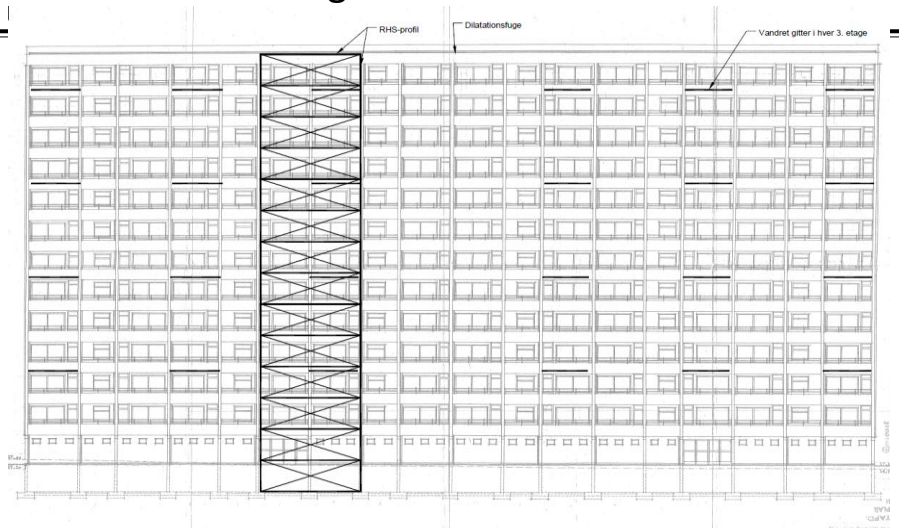 RHS-profil
Dilatationsfuge
Vandret gitter i hver 3. etage